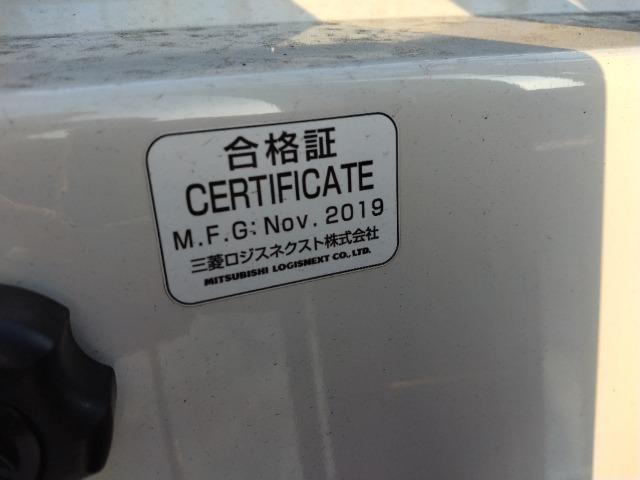 合格証
CERTIFICATE
M.F.G: Nov. 2019
三菱ロジスネクスト株式会社
MITSUBISHI LOGISNEXT CO., LTD.